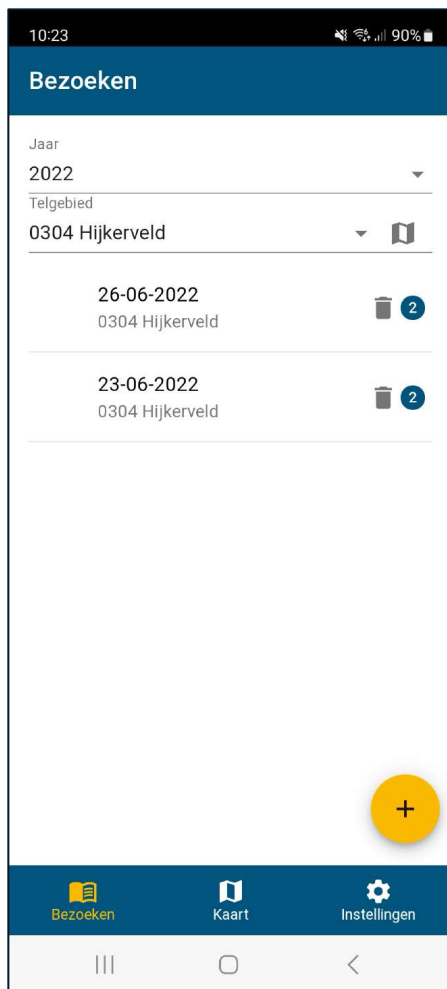 10:23 90%
Bezoeken
Jaar
2022
Telgebied
0304 Hijkerveld
26-06-2022
0304 Hijkerveld
2
23-06-2022
0304 Hijkerveld
2
+
Bezoeken Kaart Instellingen